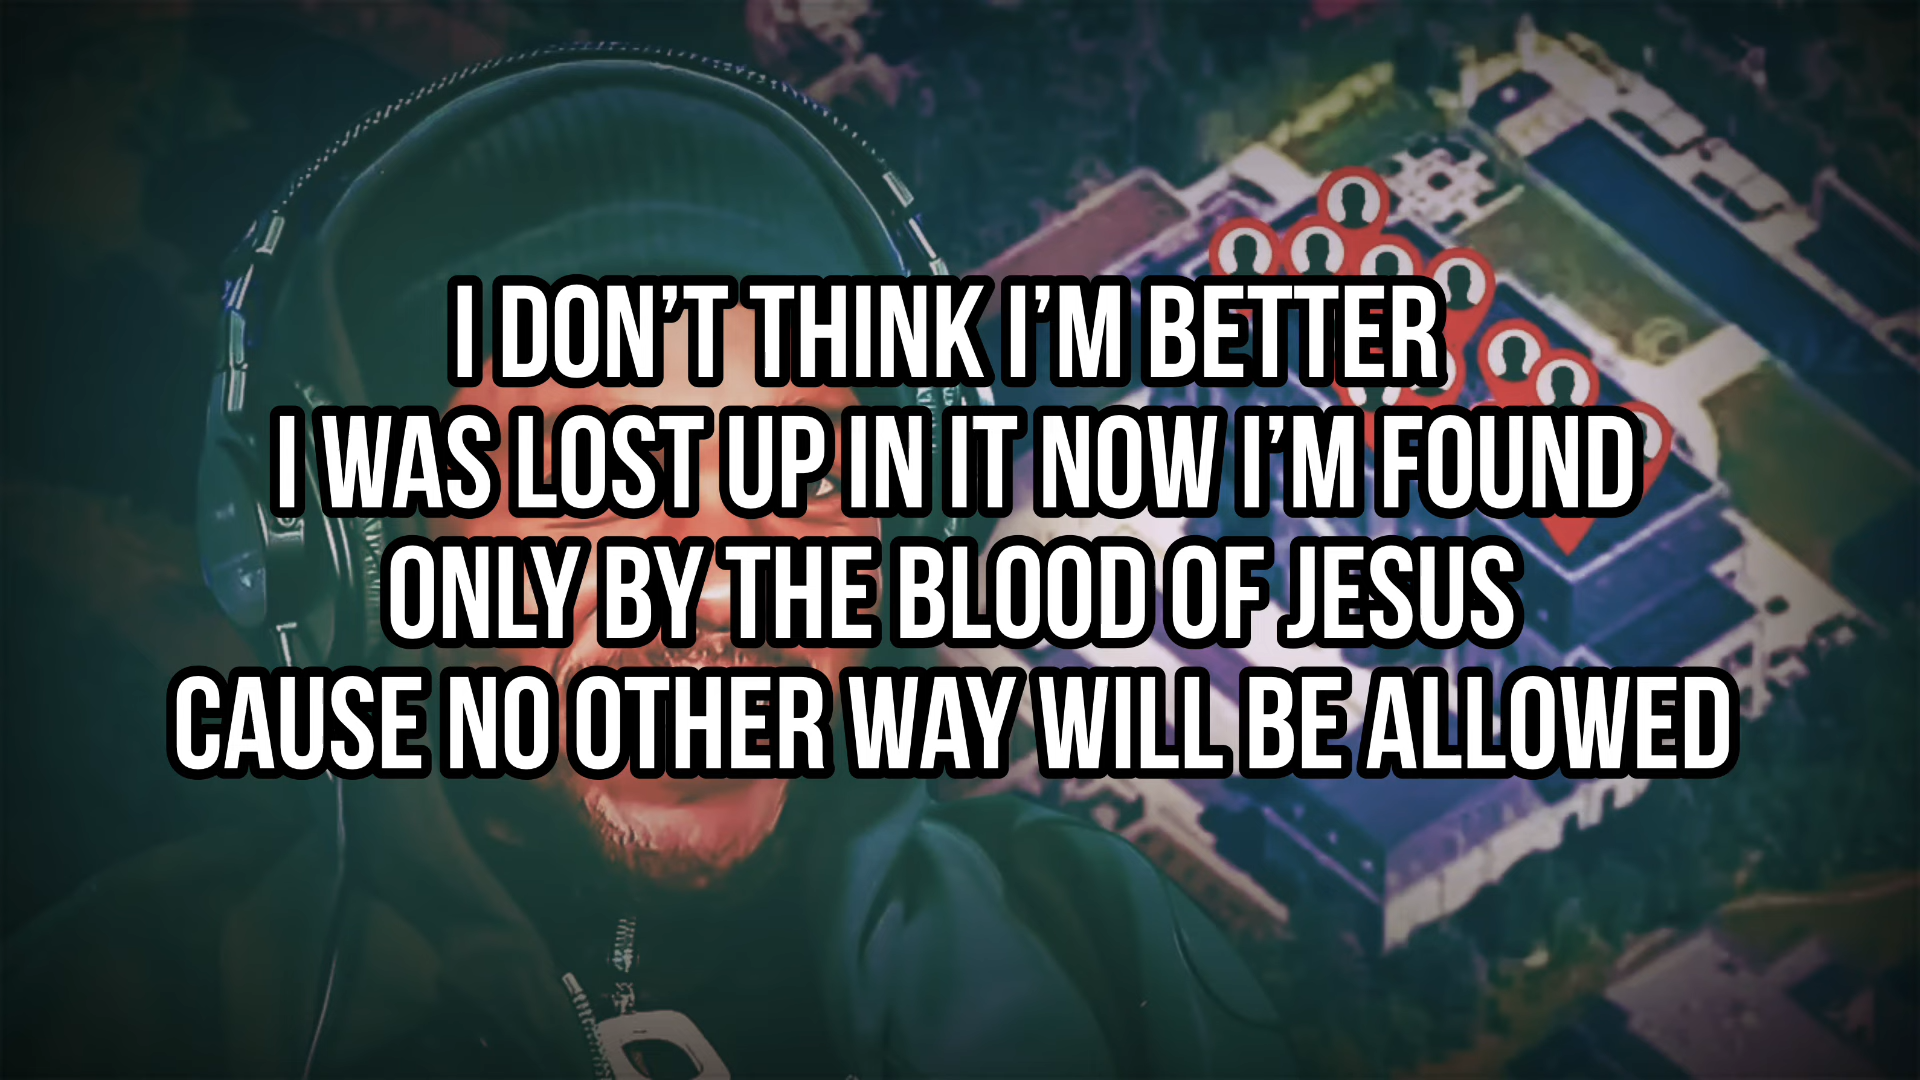 I DON'T THINK I'M BETTER
I WAS LOST UP IN IT NOW I'M FOUND
ONLY BY THE BLOOD OF JESUS
CAUSE NO OTHER WAY WILL BE ALLOWED